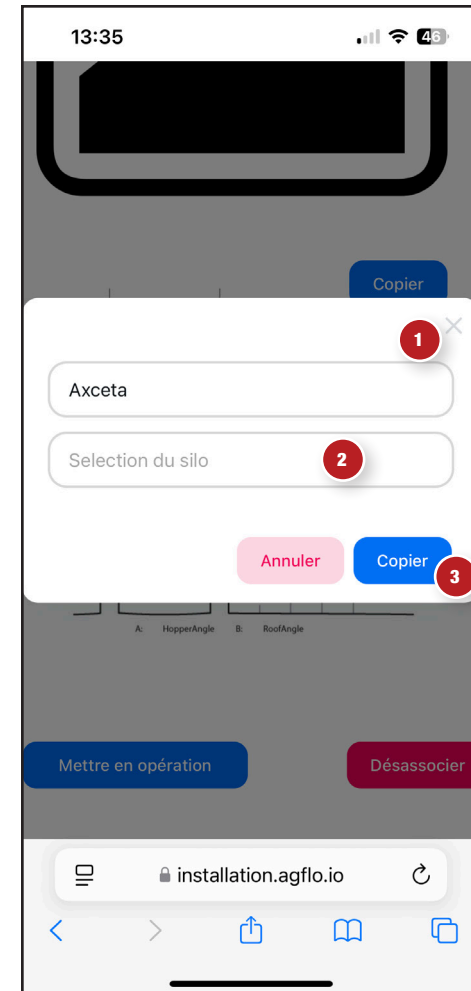 13:35 46
Copier
1
Axceta
Selection du silo 2
Annuler Copier
3
A: HopperAngle B: RoofAngle
Mettre en opération Désassocier
installation.agflo.io